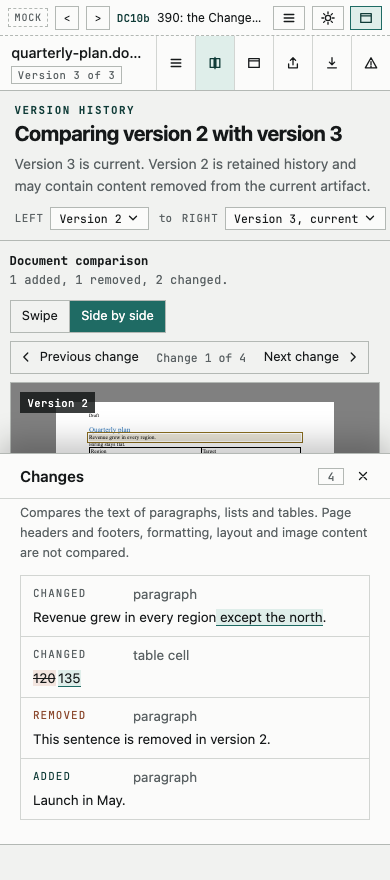 MOCK < > DC10b 390: the Change…
quarterly-plan.do…
Version 3 of 3
VERSION HISTORY
Comparing version 2 with version 3
Version 3 is current. Version 2 is retained history and
may contain content removed from the current artifact.
LEFT Version 2 to RIGHT Version 3, current
Document comparison
1 added, 1 removed, 2 changed.
Swipe Side by side
Previous change Change 1 of 4 Next change
Version 2
Draft
Quarterly plan
Revenue grew in every region.
Hiring stays flat.
Region Target
Changes 4
Compares the text of paragraphs, lists and tables. Page
headers and footers, formatting, layout and image content
are not compared.
CHANGED paragraph
Revenue grew in every region except the north.
CHANGED table cell
120 135
REMOVED paragraph
This sentence is removed in version 2.
ADDED paragraph
Launch in May.